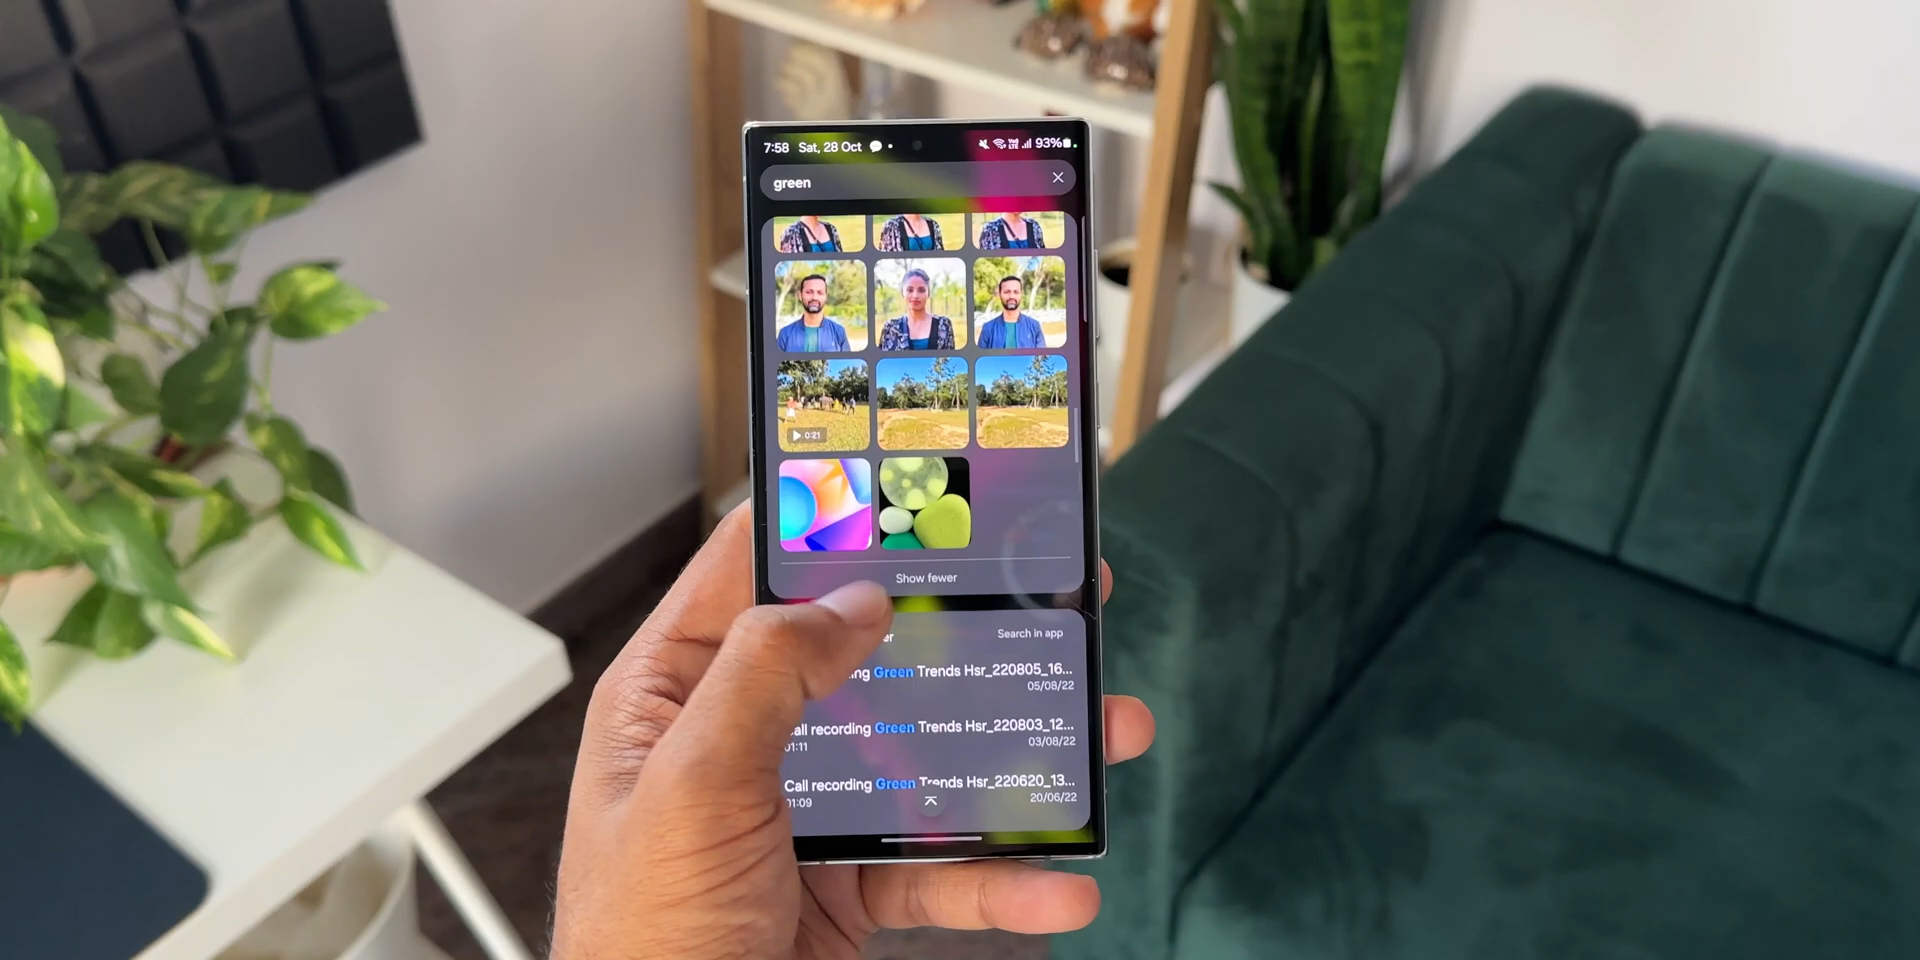 7:58 Sat, 28 Oct 93%
green
0:21
Show fewer
er Search in app
ing Green Trends Hsr_220805_16...
05/08/22
all recording Green Trends Hsr_220803_12...
01:11 03/08/22
Call recording Green Trends Hsr_220620_13...
01:09 20/06/22